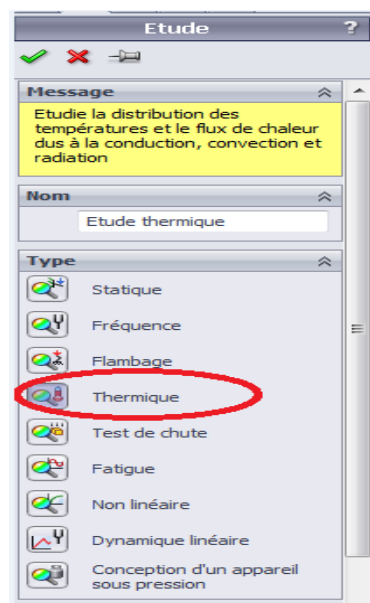 Etude ?
Message
Etudie la distribution des
températures et le flux de chaleur
dus à la conduction, convection et
radiation
Nom
Etude thermique
Type
Statique
Fréquence
Flambage
Thermique
Test de chute
Fatigue
Non linéaire
Dynamique linéaire
Conception d'un appareil
sous pression